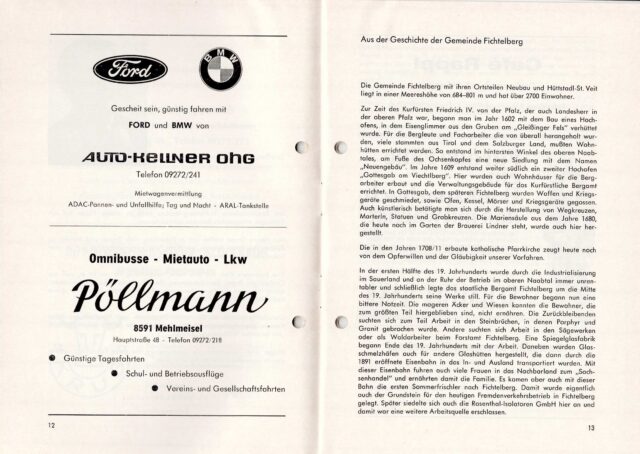 Ford
BMW
Gescheit sein, günstig fahren mit
FORD und BMW von
AUTO-KELLNER OHG
Telefon 09272/241
Mietwagenvermittlung
ADAC-Pannen- und Unfallhilfe; Tag und Nacht - ARAL-Tankstelle
Omnibusse - Mietauto - Lkw
Pöllmann
8591 Mehlmeisel
Hauptstraße 48 - Telefon 09272/218
Günstige Tagesfahrten
Schul- und Betriebsausflüge
Vereins- und Gesellschaftsfahrten
12
Aus der Geschichte der Gemeinde Fichtelberg
Die Gemeinde Fichtelberg mit ihren Ortsteilen Neubau und Hüttstadl-St. Veit
liegt in einer Meereshöhe von 684-801 m und hat über 2700 Einwohner.
Zur Zeit des Kurfürsten Friedrich IV. von der Pfalz, der auch Landesherr in
der oberen Pfalz war, begann man im Jahr 1602 mit dem Bau eines Hoch-
ofens, in dem Eisenglimmer aus den Gruben am „Gleißinger Fels" verhüttet
wurde. Für die Bergleute und Facharbeiter die von überall herangeholt wur-
den, viele stammten aus Tirol und dem Salzburger Land, mußten Wohn-
hütten errichtet werden. So entstand im hintersten Winkel des oberen Naab-
tales, am Fuße des Ochsenkopfes eine neue Siedlung mit dem Namen
„Neuengebäu". Im Jahre 1609 entstand weiter südlich ein zweiter Hochofen
„Gottesgab am Viechtlberg". Hier wurden auch Wohnhäuser für die Berg-
arbeiter erbaut und die Verwaltungsgebäude für das Kurfürstliche Bergamt
errichtet. In Gottesgab, dem späteren Fichtelberg wurden Waffen und Kriegs-
geräte geschmiedet, sowie Öfen, Kessel, Mörser und Kriegsgeräte gegossen.
Auch künstlerisch betätigte man sich durch die Herstellung von Wegkreuzen,
Marterln, Statuen und Grabkreuzen. Die Mariensäule aus dem Jahre 1680,
die heute noch im Garten der Brauerei Lindner steht, wurde auch hier her-
gestellt.
Die in den Jahren 1708/11 erbaute katholische Pfarrkirche zeugt heute noch
von dem Opferwillen und der Gläubigkeit unserer Vorfahren.
In der ersten Hälfte des 19. Jahrhunderts wurde durch die Industrialisierung
im Saarland und an der Ruhr der Betrieb im oberen Naabtal immer unren-
tabler und schließlich legte das staatliche Bergamt Fichtelberg um die Mitte
des 19. Jahrhunderts seine Werke still. Für die Bewohner begann nun eine
bittere Notzeit. Die mageren Äcker und Wiesen konnten die Bewohner, die
zum größten Teil hiergeblieben sind, nicht ernähren. Die Zurückbleibenden
suchten sich zum Teil Arbeit in den Steinbrüchen, in denen Porphyr und
Granit gebrochen wurde. Andere suchten sich Arbeit in den Sägewerken
oder als Waldarbeiter beim Forstamt Fichtelberg. Eine Spiegelglasfabrik
begann Ende des 19. Jahrhunderts mit der Arbeit. Daneben wurden Glas-
schmelzhäfen auch für andere Glashütten hergestellt, die dann durch die
1891 eröffnete Eisenbahn in das In- und Ausland transportiert wurden. Mit
dieser Eisenbahn fuhren auch viele Frauen in das Nachbarland zum „Sach-
senhandel" und ernährten damit die Familie. Es kamen aber auch mit dieser
Bahn die ersten Sommerfrischler nach Fichtelberg. Damit wurde eigentlich
auch der Grundstein für den heutigen Fremdenverkehrsbetrieb in Fichtelberg
gelegt. Später siedelte sich auch die Rosenthal-Isolatoren GmbH hier an und
damit war eine weitere Arbeitsquelle erschlossen.
13